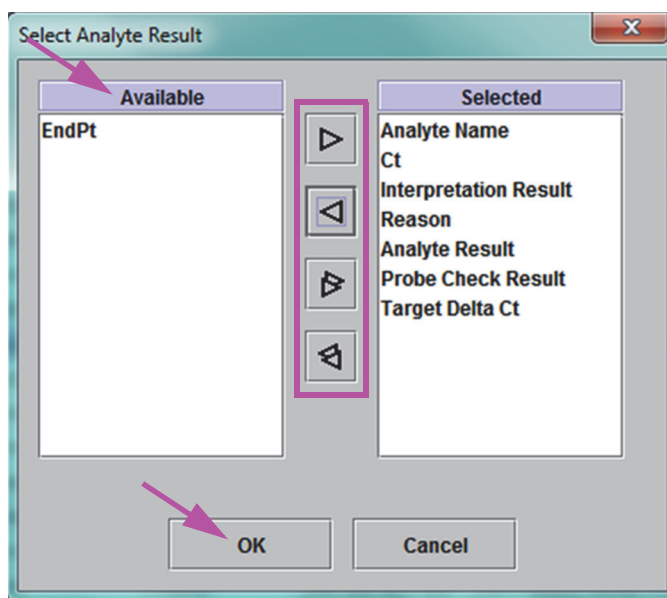 Select Analyte Result
Available
EndPt
Selected
Analyte Name
Ct
Interpretation Result
Reason
Analyte Result
Probe Check Result
Target Delta Ct
OK
Cancel